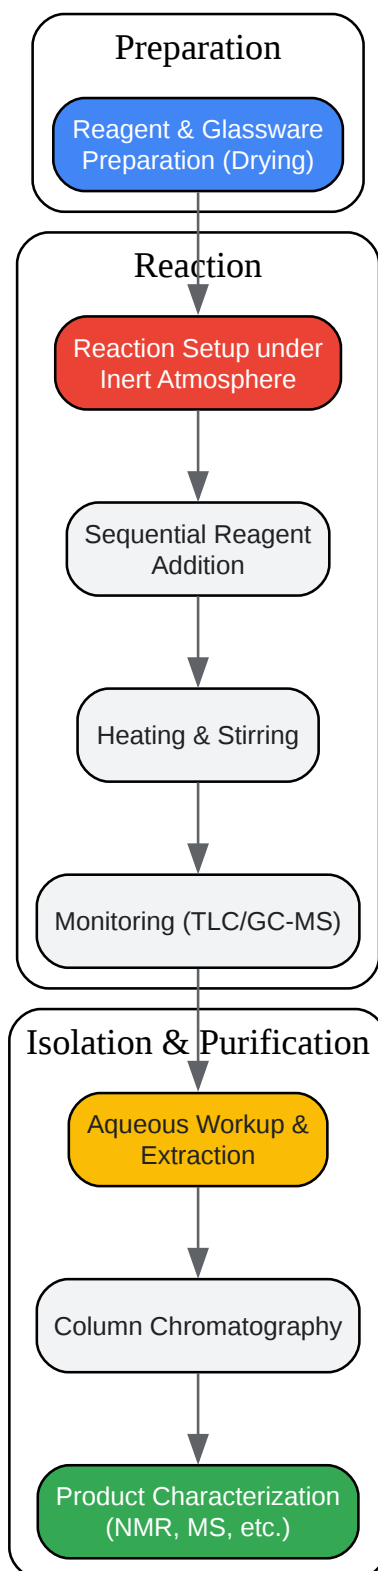 Preparation
Reagent & Glassware
Preparation (Drying)
Reaction
Reaction Setup under
Inert Atmosphere
Sequential Reagent
Addition
Heating & Stirring
Monitoring (TLC/GC-MS)
Isolation & Purification
Aqueous Workup &
Extraction
Column Chromatography
Product Characterization
(NMR, MS, etc.)